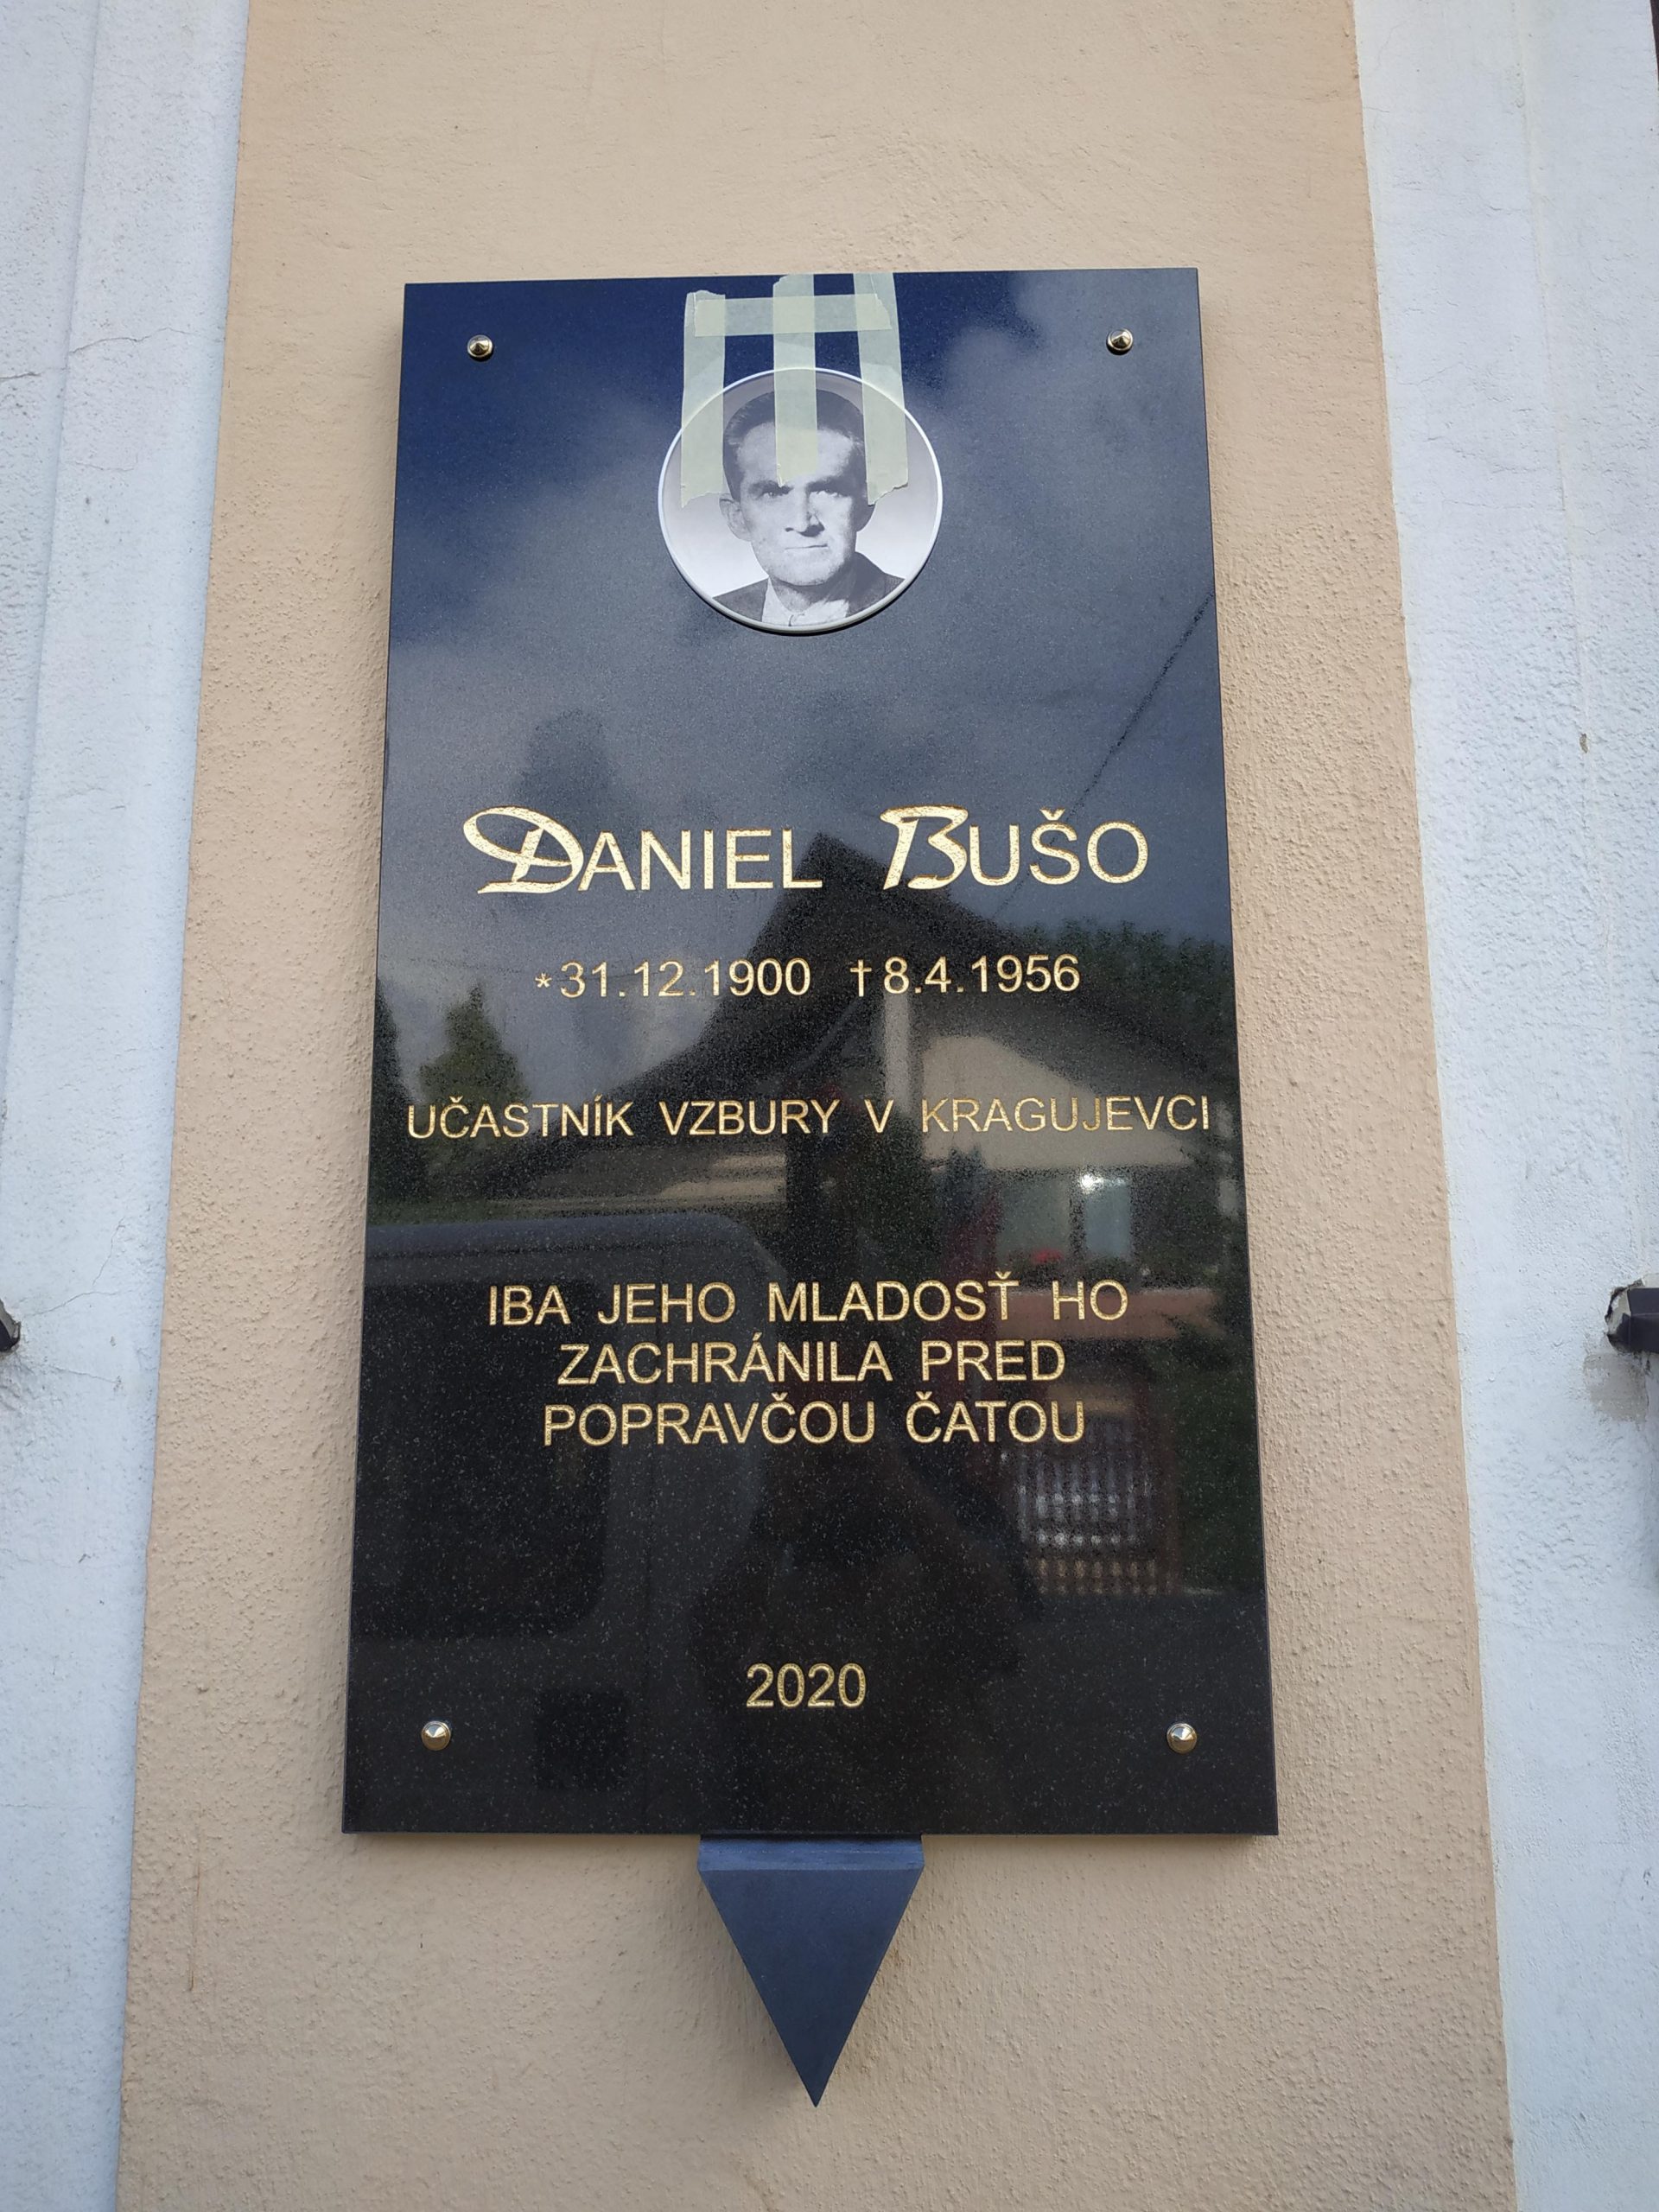 DANIEL BUŠO
*31.12.1900 †8.4.1956
UČASTNÍK VZBURY V KRAGUJEVCI
IBA JEHO MLADOSŤ HO
ZACHRÁNILA PRED
POPRAVČOU ČATOU
2020